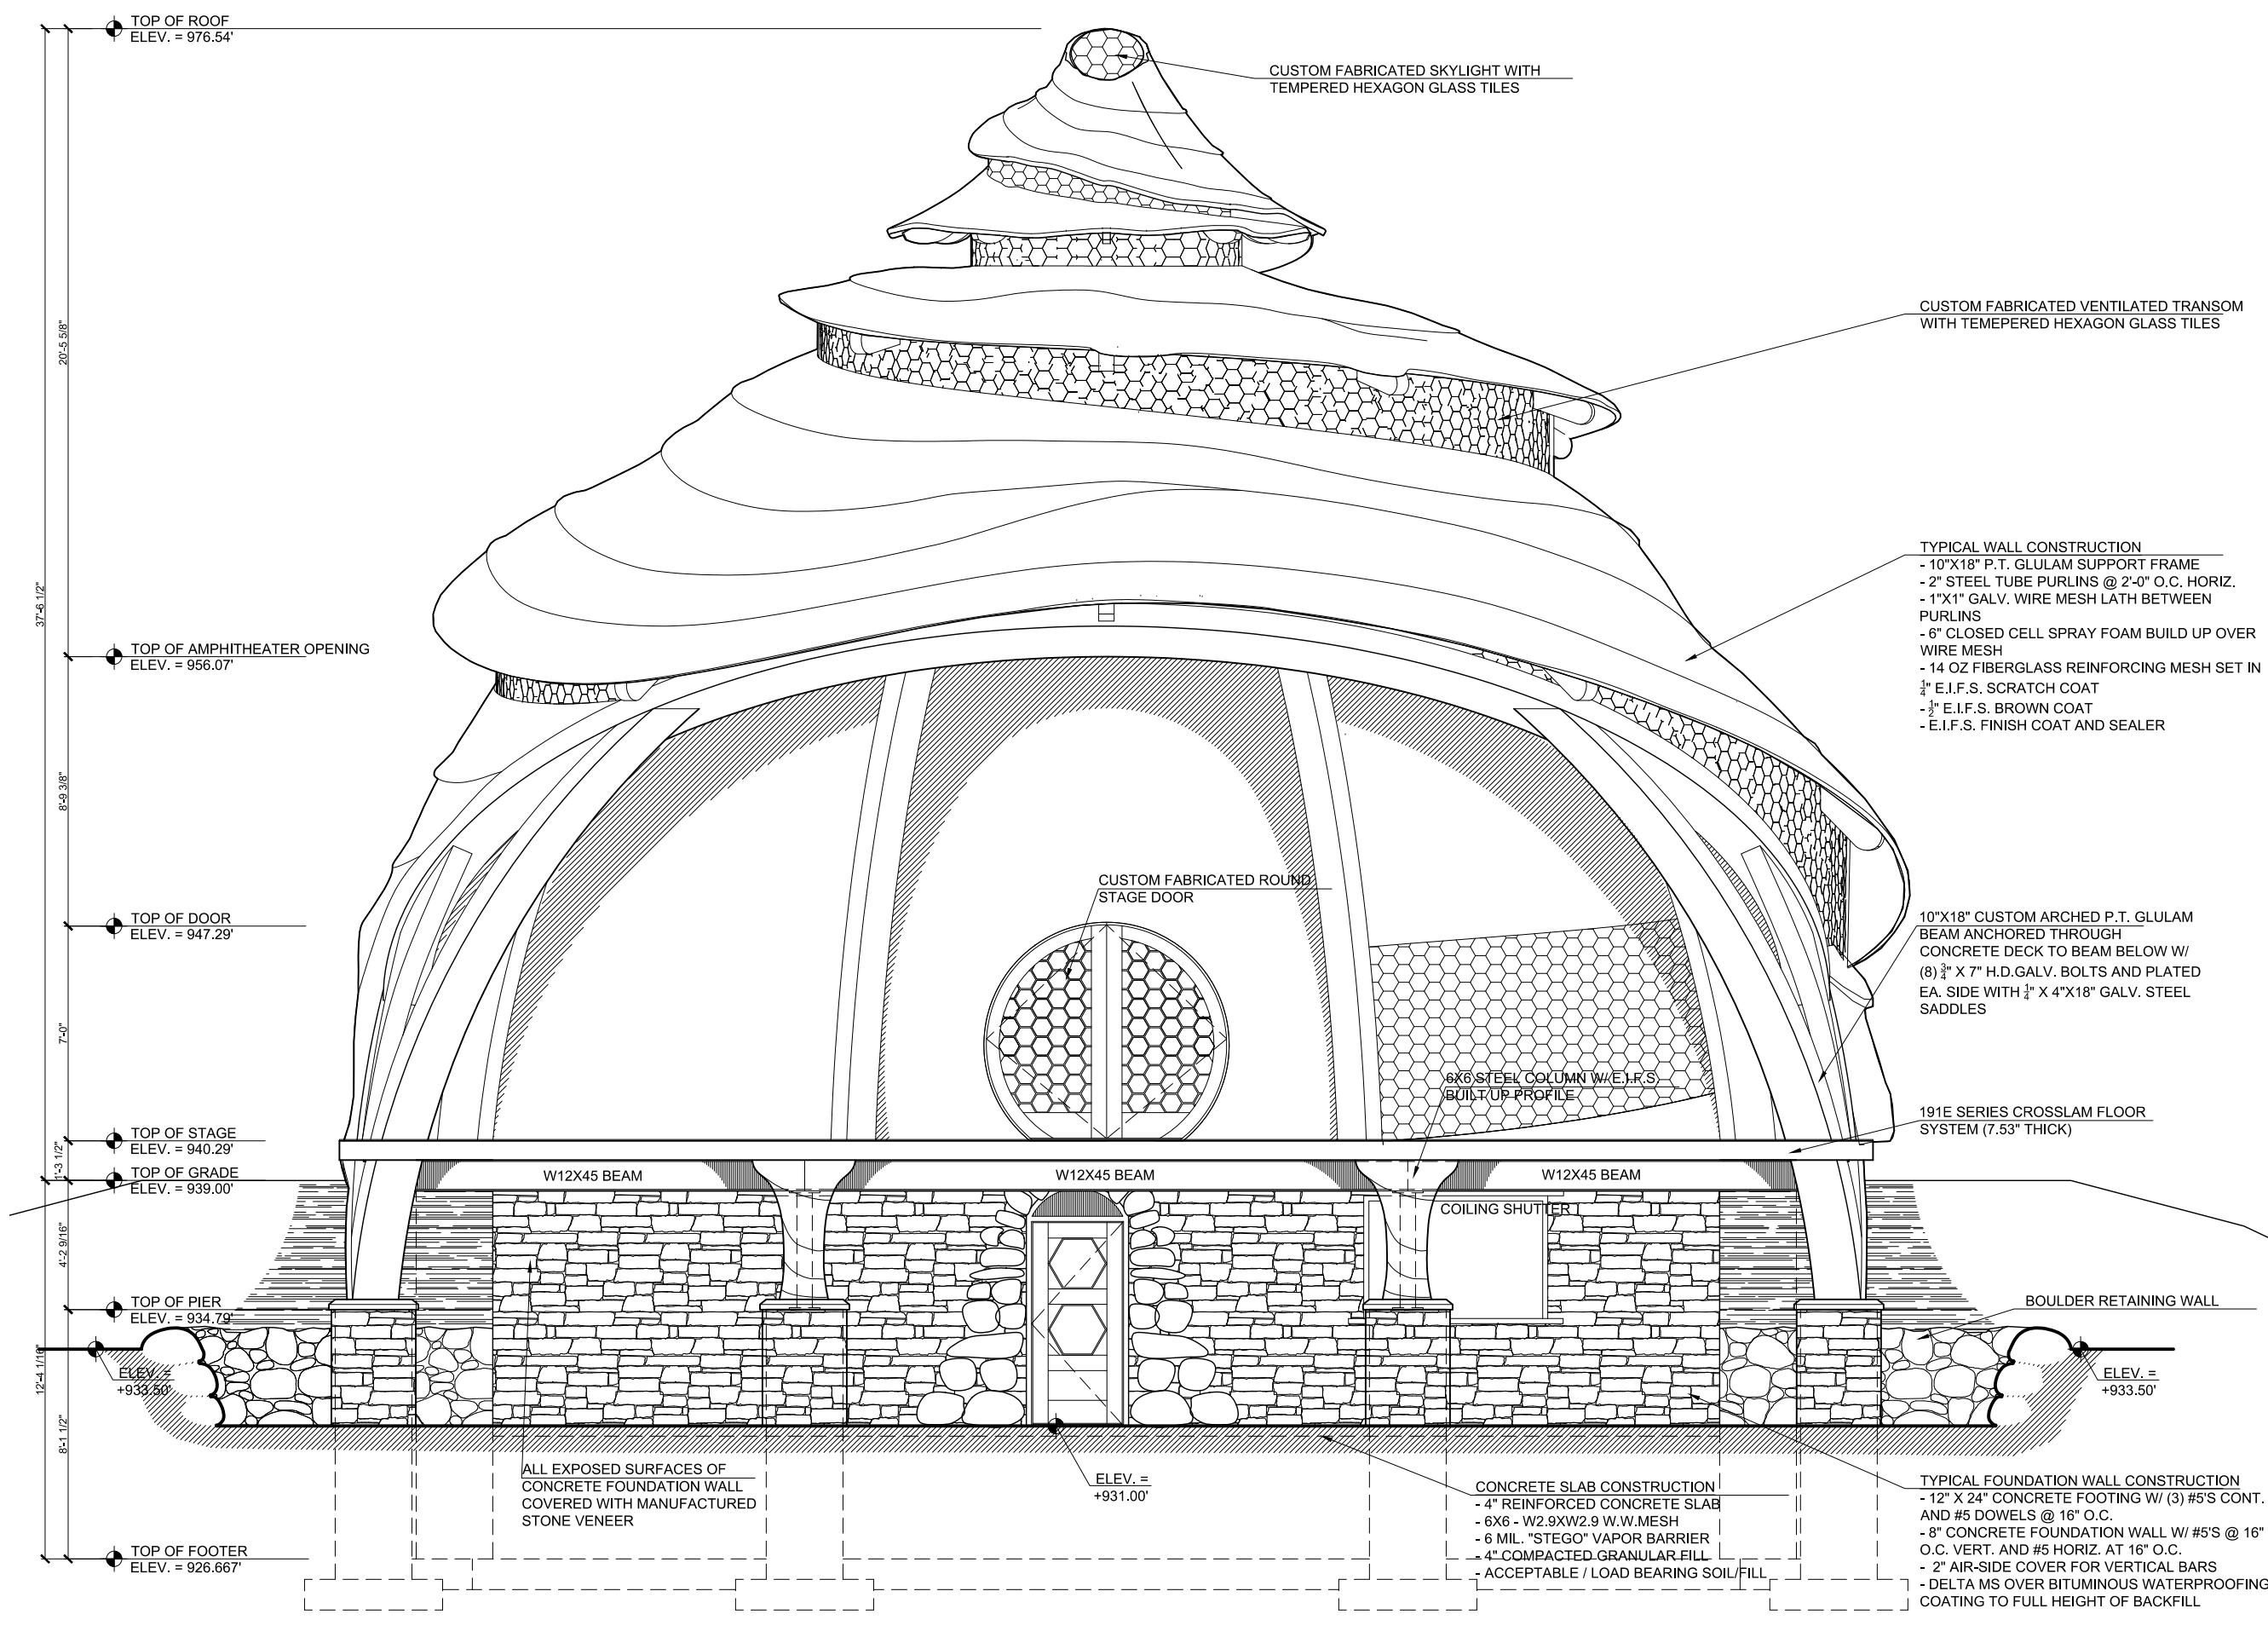 TOP OF ROOF
ELEV. = 976.54'
CUSTOM FABRICATED SKYLIGHT WITH
TEMPERED HEXAGON GLASS TILES
CUSTOM FABRICATED VENTILATED TRANSOM
WITH TEMEPERED HEXAGON GLASS TILES
20'-5 5/8"
37'-6 1/2"
TYPICAL WALL CONSTRUCTION
- 10"X18" P.T. GLULAM SUPPORT FRAME
- 2" STEEL TUBE PURLINS @ 2'-0" O.C. HORIZ.
- 1"X1" GALV. WIRE MESH LATH BETWEEN
PURLINS
- 6" CLOSED CELL SPRAY FOAM BUILD UP OVER
WIRE MESH
- 14 OZ FIBERGLASS REINFORCING MESH SET IN
1/4" E.I.F.S. SCRATCH COAT
- 1/2" E.I.F.S. BROWN COAT
- E.I.F.S. FINISH COAT AND SEALER
TOP OF AMPHITHEATER OPENING
ELEV. = 956.07'
8'-9 3/8"
CUSTOM FABRICATED ROUND
STAGE DOOR
TOP OF DOOR
ELEV. = 947.29'
10"X18" CUSTOM ARCHED P.T. GLULAM
BEAM ANCHORED THROUGH
CONCRETE DECK TO BEAM BELOW W/
(8) 3/4" X 7" H.D.GALV. BOLTS AND PLATED
EA. SIDE WITH 1/4" X 4"X18" GALV. STEEL
SADDLES
7'-0"
6X6 STEEL COLUMN W/ E.I.F.S.
BUILT UP PROFILE
191E SERIES CROSSLAM FLOOR
SYSTEM (7.53" THICK)
TOP OF STAGE
ELEV. = 940.29'
1'-3 1/2"
TOP OF GRADE
ELEV. = 939.00'
W12X45 BEAM
W12X45 BEAM
W12X45 BEAM
COILING SHUTTER
4'-2 9/16"
TOP OF PIER
ELEV. = 934.79'
BOULDER RETAINING WALL
12'-4 1/16"
ELEV. =
+933.50'
ELEV. =
+933.50'
8'-1 1/2"
ALL EXPOSED SURFACES OF
CONCRETE FOUNDATION WALL
COVERED WITH MANUFACTURED
STONE VENEER
ELEV. =
+931.00'
CONCRETE SLAB CONSTRUCTION
- 4" REINFORCED CONCRETE SLAB
- 6X6 - W2.9XW2.9 W.W.MESH
- 6 MIL. "STEGO" VAPOR BARRIER
- 4" COMPACTED GRANULAR FILL
- ACCEPTABLE / LOAD BEARING SOIL/FILL
TYPICAL FOUNDATION WALL CONSTRUCTION
- 12" X 24" CONCRETE FOOTING W/ (3) #5'S CONT.
AND #5 DOWELS @ 16" O.C.
- 8" CONCRETE FOUNDATION WALL W/ #5'S @ 16"
O.C. VERT. AND #5 HORIZ. AT 16" O.C.
- 2" AIR-SIDE COVER FOR VERTICAL BARS
- DELTA MS OVER BITUMINOUS WATERPROOFING
COATING TO FULL HEIGHT OF BACKFILL
TOP OF FOOTER
ELEV. = 926.667'